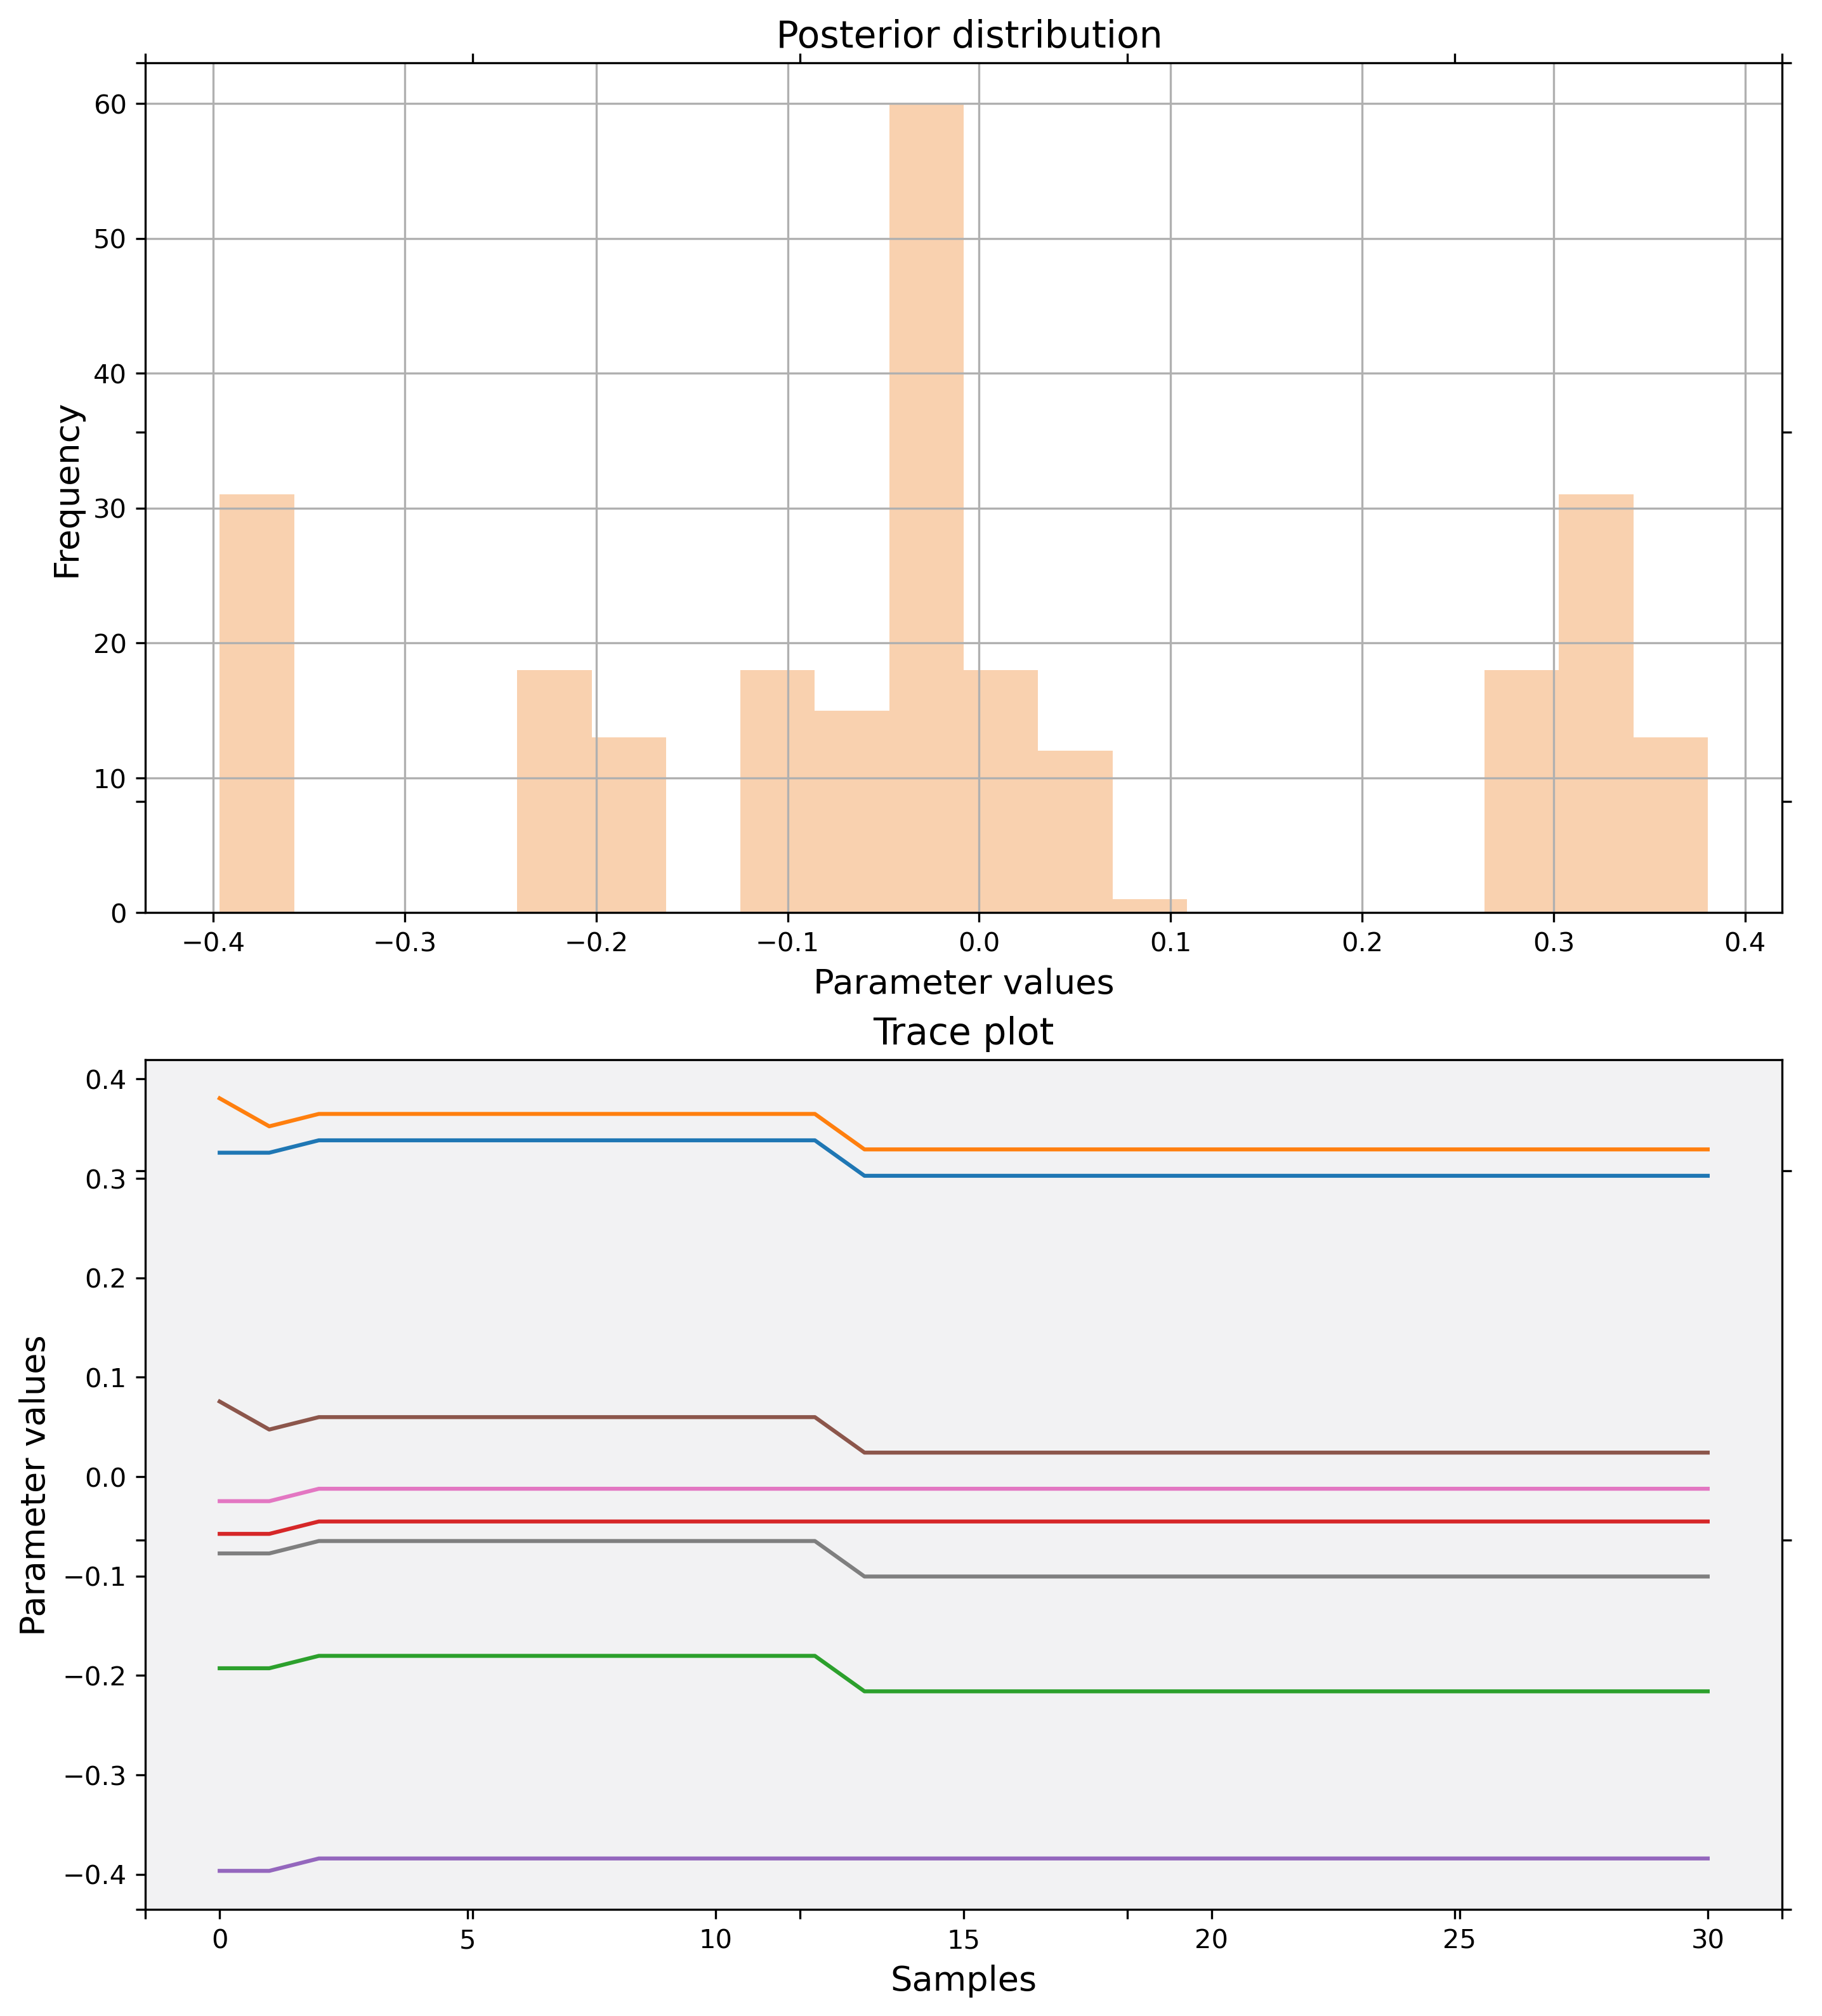 Posterior distribution
60
50
40
30
20
10
0
Frequency
−0.4 −0.3 −0.2 −0.1 0.0 0.1 0.2 0.3 0.4
Parameter values
Trace plot
0.4
0.3
0.2
0.1
0.0
−0.1
−0.2
−0.3
−0.4
Parameter values
0 5 10 15 20 25 30
Samples